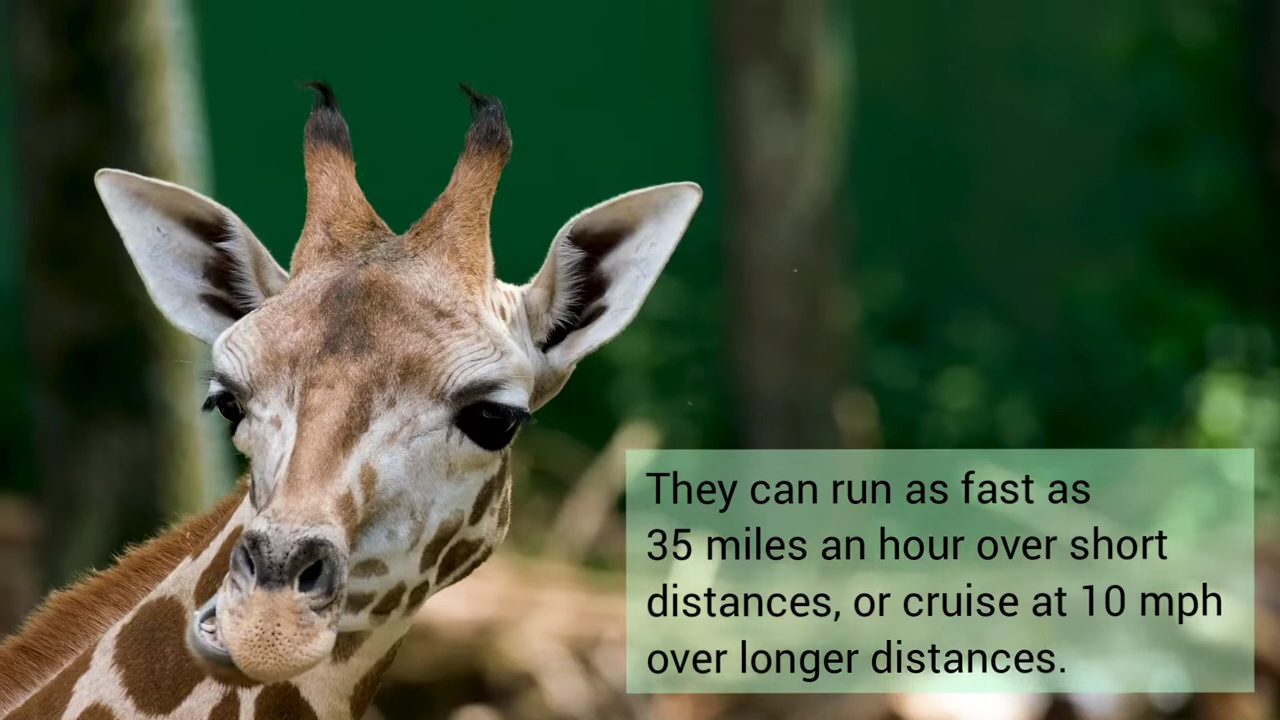 They can run as fast as
35 miles an hour over short
distances, or cruise at 10 mph
over longer distances.